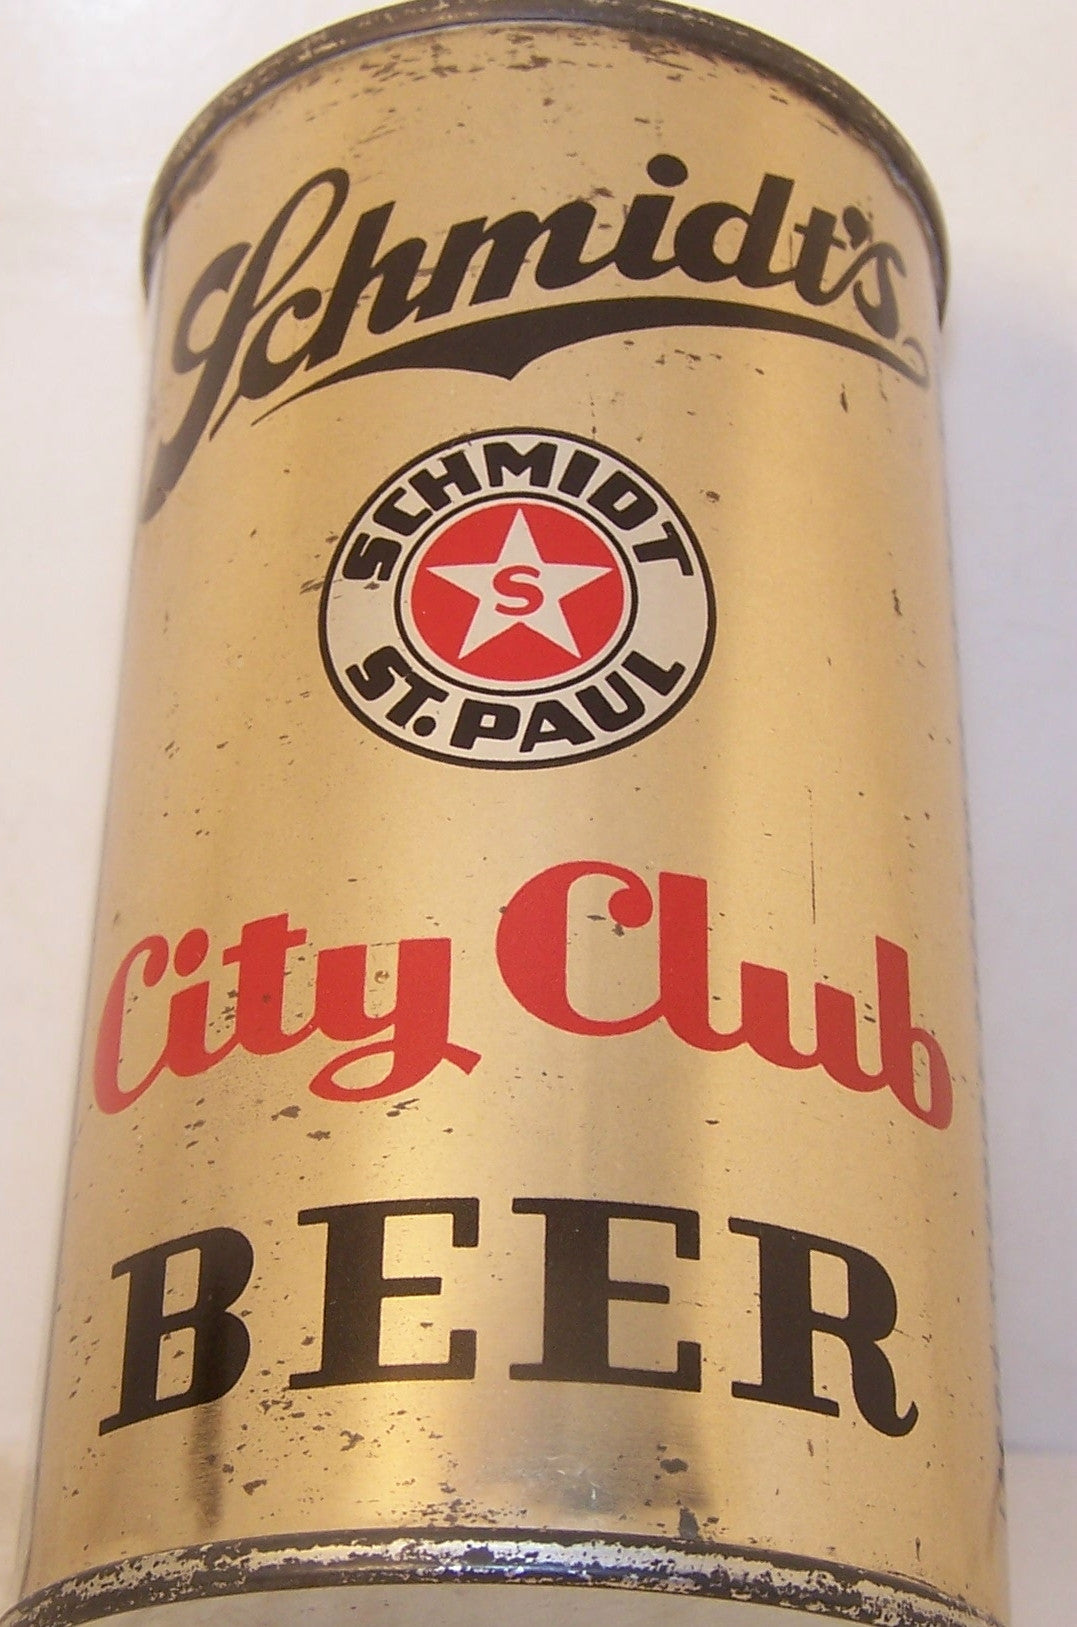 Schmidt's
SCHMIDT
S
ST. PAUL
City Club
BEER